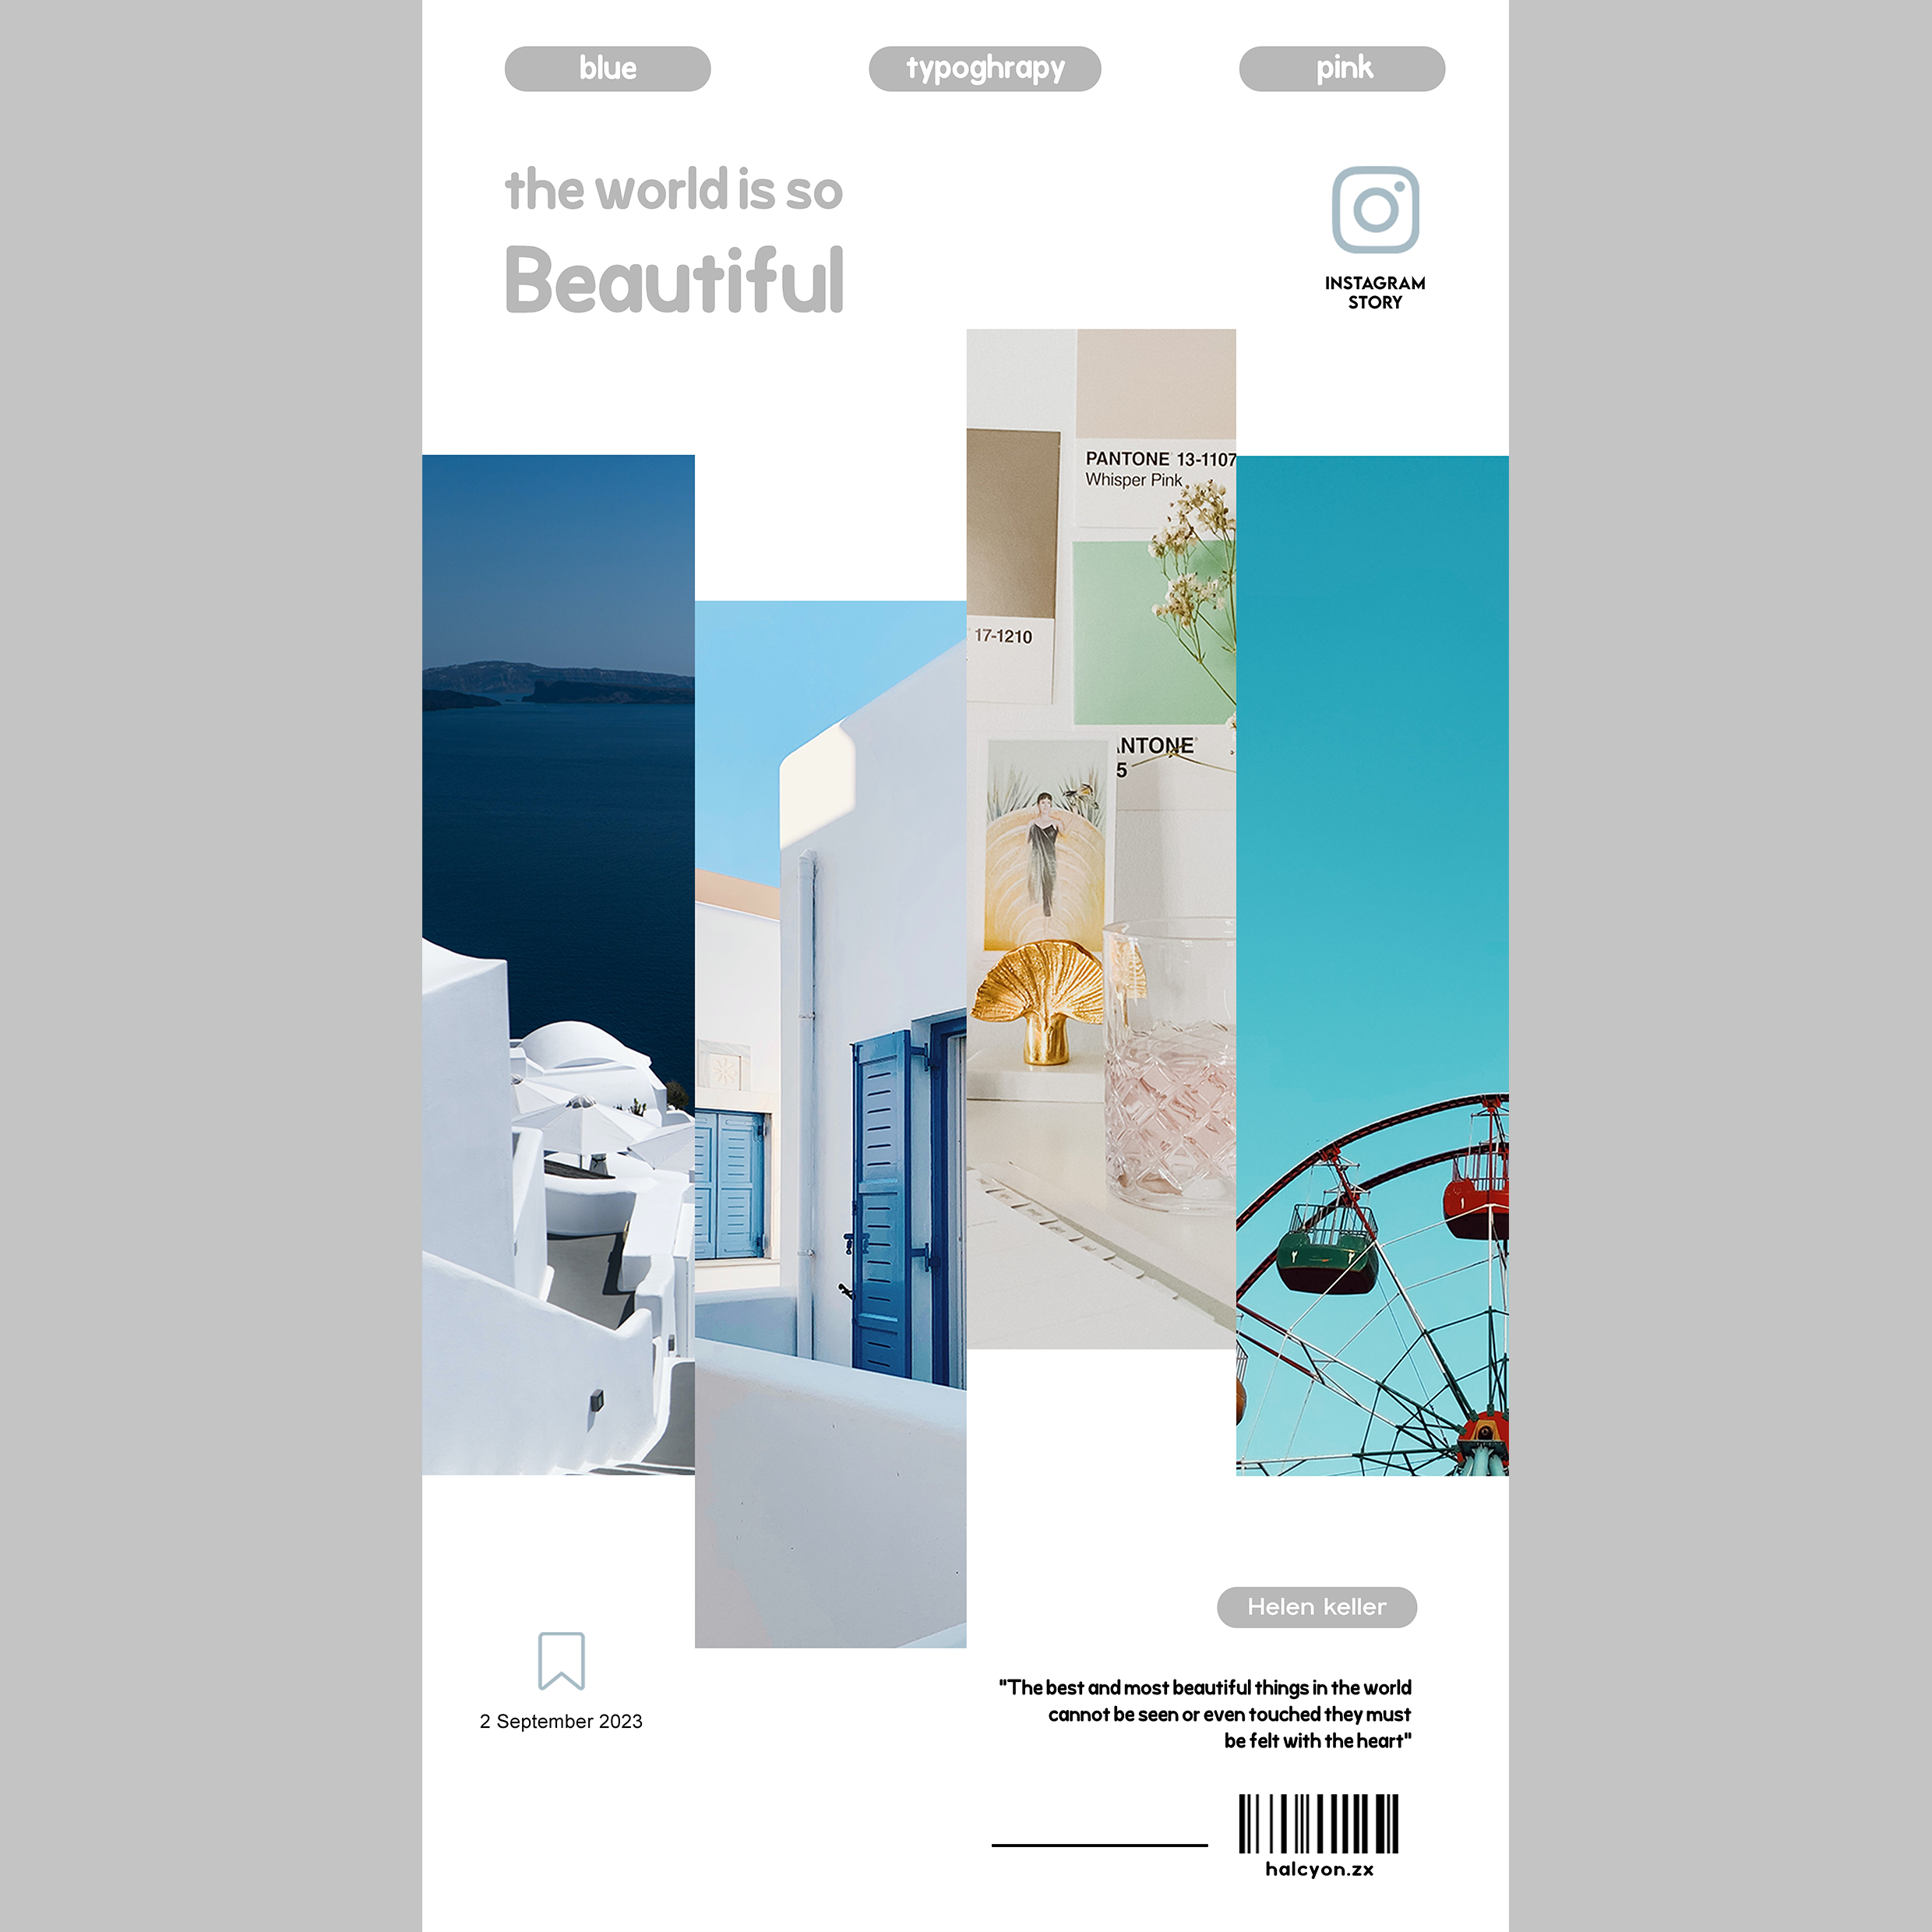 blue
typoghrapy
pink
the world is so
Beautiful
INSTAGRAM
STORY
PANTONE 13-1107
Whisper Pink
17-1210
ANTONE
5
Helen keller
"The best and most beautiful things in the world
cannot be seen or even touched they must
be felt with the heart"
2 September 2023
halcyon.zx